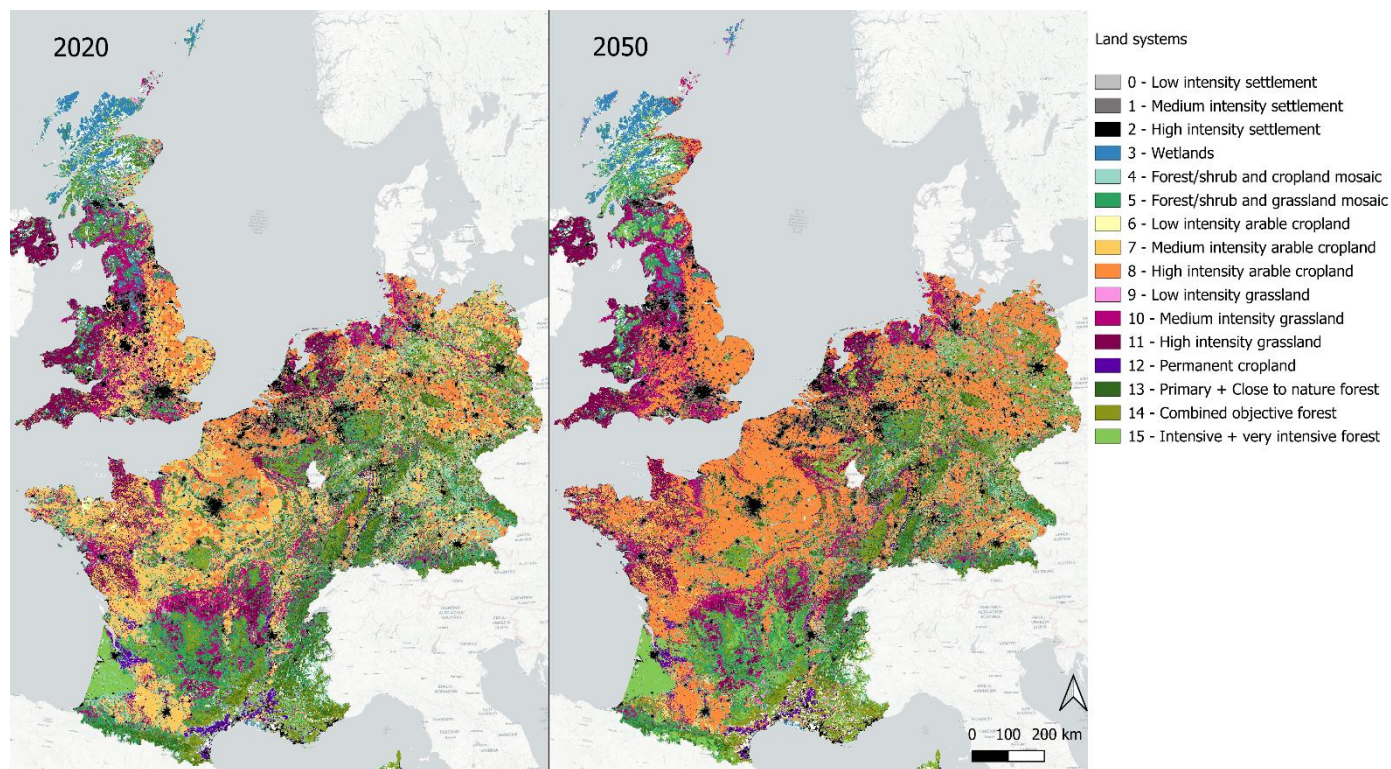 2020
2050
Land systems
0 - Low intensity settlement
1 - Medium intensity settlement
2 - High intensity settlement
3 - Wetlands
4 - Forest/shrub and cropland mosaic
5 - Forest/shrub and grassland mosaic
6 - Low intensity arable cropland
7 - Medium intensity arable cropland
8 - High intensity arable cropland
9 - Low intensity grassland
10 - Medium intensity grassland
11 - High intensity grassland
12 - Permanent cropland
13 - Primary + Close to nature forest
14 - Combined objective forest
15 - Intensive + very intensive forest
0 100 200 km